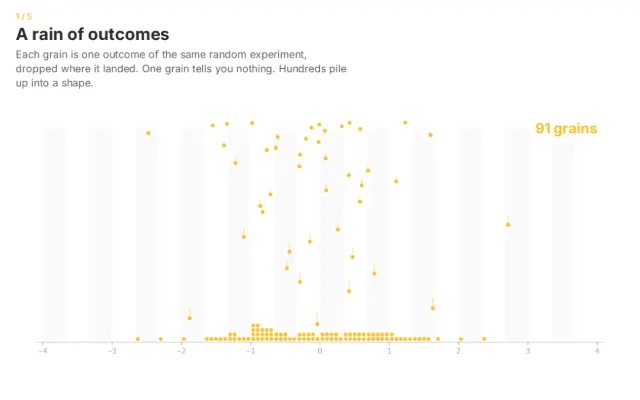 1 / 5
A rain of outcomes
Each grain is one outcome of the same random experiment,
dropped where it landed. One grain tells you nothing. Hundreds pile
up into a shape.
91 grains
−4 −3 −2 −1 0 1 2 3 4